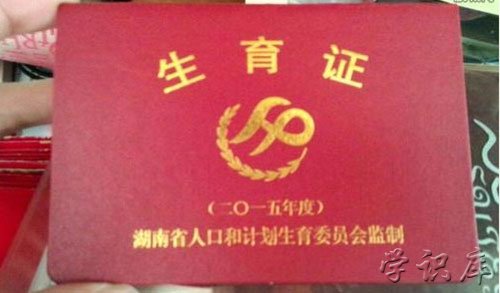 生育证
（二〇一五年度）
湖南省人口和计划生育委员会监制
学识库